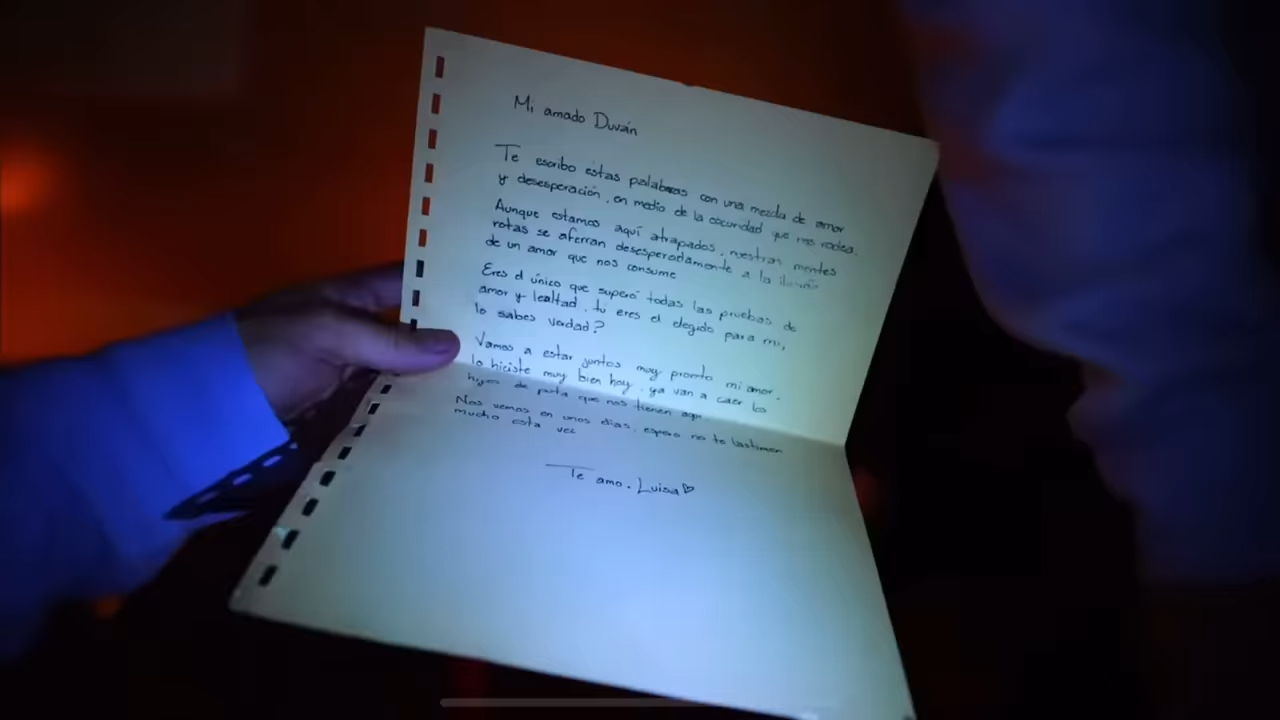 Mi amado Duván
Te escribo estas palabras con una mezcla de amor
y desesperación, en medio de la oscuridad que nos rodea.
Aunque estamos aquí atrapados, nuestras mentes
rotas se aferran desesperadamente a la ilusión
de un amor que nos consume
Eres el único que superó todas las pruebas de
amor y lealtad, tú eres el elegido para mi,
lo sabes verdad?
Vamos a estar juntos muy pronto mi amor,
lo hiciste muy bien hoy, ya van a caer los
hijos de puta que nos tienen aquí
Nos vemos en unos días, espero no te lastimen
mucho esta vez
Te amo. Luisa♡